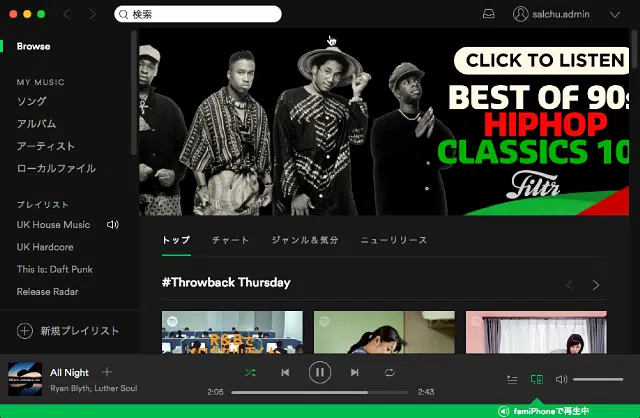 検索
salchu.admin
Browse
MY MUSIC
ソング
アルバム
アーティスト
ローカルファイル
プレイリスト
UK House Music
UK Hardcore
This Is: Daft Punk
Release Radar
新規プレイリスト
CLICK TO LISTEN
BEST OF 90s
HIPHOP
CLASSICS 10
Filtr
トップ
チャート
ジャンル＆気分
ニューリリース
#Throwback Thursday
R&Bで
All Night
Ryan Blyth, Luther Soul
2:05
2:43
famiPhoneで再生中